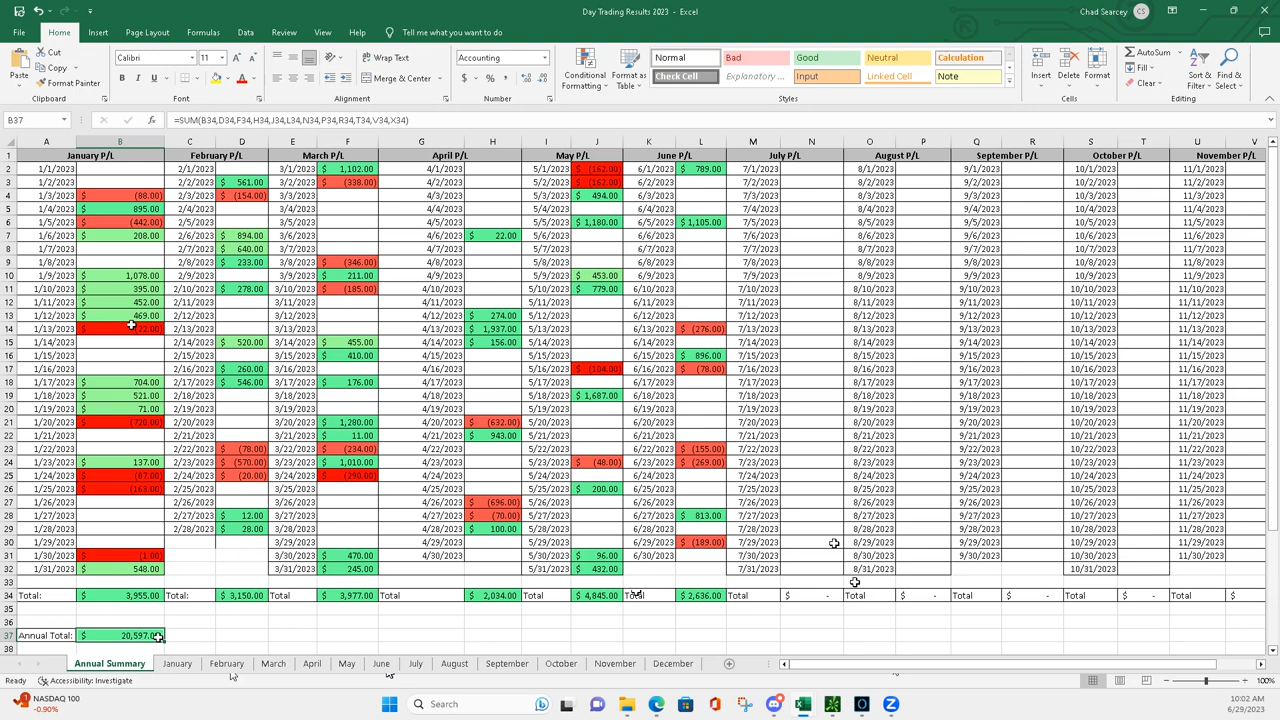 Day Trading Results 2023 - Excel
Chad Searcey CS
File Home Insert Page Layout Formulas Data Review View Help Tell me what you want to do
Paste Cut Copy Format Painter Clipboard
Calibri 11 B I U Font
Merge & Center Alignment
Accounting $ % Number
Conditional Formatting Format as Table
Normal Bad Good Neutral Calculation
Check Cell Explanatory ... Input Linked Cell Note
Styles
Insert Delete Format Cells
AutoSum Fill Clear Sort & Filter Find & Select Editing
B37 fx =SUM(B34,D34,F34,H34,J34,L34,N34,P34,R34,T34,V34,X34)
A B C D E F G H I J K L M N O P Q R S T U V
1 January P/L February P/L March P/L April P/L May P/L June P/L July P/L August P/L September P/L October P/L November P/L
2 1/1/2023 2/1/2023 3/1/2023 $ 1,102.00 4/1/2023 5/1/2023 $ (162.00) 6/1/2023 $ 789.00 7/1/2023 8/1/2023 9/1/2023 10/1/2023 11/1/2023
3 1/2/2023 2/2/2023 $ 561.00 3/2/2023 $ (338.00) 4/2/2023 5/2/2023 $ (162.00) 6/2/2023 7/2/2023 8/2/2023 9/2/2023 10/2/2023 11/2/2023
4 1/3/2023 $ (88.00) 2/3/2023 $ (154.00) 3/3/2023 4/3/2023 5/3/2023 $ 494.00 6/3/2023 7/3/2023 8/3/2023 9/3/2023 10/3/2023 11/3/2023
5 1/4/2023 $ 895.00 2/4/2023 3/4/2023 4/4/2023 5/4/2023 6/4/2023 7/4/2023 8/4/2023 9/4/2023 10/4/2023 11/4/2023
6 1/5/2023 $ (442.00) 2/5/2023 3/5/2023 4/5/2023 5/5/2023 $ 1,180.00 6/5/2023 $ 1,105.00 7/5/2023 8/5/2023 9/5/2023 10/5/2023 11/5/2023
7 1/6/2023 $ 208.00 2/6/2023 $ 894.00 3/6/2023 4/6/2023 $ 22.00 5/6/2023 6/6/2023 7/6/2023 8/6/2023 9/6/2023 10/6/2023 11/6/2023
8 1/7/2023 2/7/2023 $ 640.00 3/7/2023 4/7/2023 5/7/2023 6/7/2023 7/7/2023 8/7/2023 9/7/2023 10/7/2023 11/7/2023
9 1/8/2023 2/8/2023 $ 233.00 3/8/2023 $ (346.00) 4/8/2023 5/8/2023 6/8/2023 7/8/2023 8/8/2023 9/8/2023 10/8/2023 11/8/2023
10 1/9/2023 $ 1,078.00 2/9/2023 3/9/2023 $ 211.00 4/9/2023 5/9/2023 $ 453.00 6/9/2023 7/9/2023 8/9/2023 9/9/2023 10/9/2023 11/9/2023
11 1/10/2023 $ 395.00 2/10/2023 $ 278.00 3/10/2023 $ (185.00) 4/10/2023 5/10/2023 $ 779.00 6/10/2023 7/10/2023 8/10/2023 9/10/2023 10/10/2023 11/10/2023
12 1/11/2023 $ 452.00 2/11/2023 3/11/2023 4/11/2023 5/11/2023 6/11/2023 7/11/2023 8/11/2023 9/11/2023 10/11/2023 11/11/2023
13 1/12/2023 $ 469.00 2/12/2023 3/12/2023 4/12/2023 $ 274.00 5/12/2023 6/12/2023 7/12/2023 8/12/2023 9/12/2023 10/12/2023 11/12/2023
14 1/13/2023 $ (22.00) 2/13/2023 3/13/2023 4/13/2023 $ 1,937.00 5/13/2023 6/13/2023 $ (276.00) 7/13/2023 8/13/2023 9/13/2023 10/13/2023 11/13/2023
15 1/14/2023 2/14/2023 $ 520.00 3/14/2023 $ 455.00 4/14/2023 $ 156.00 5/14/2023 6/14/2023 7/14/2023 8/14/2023 9/14/2023 10/14/2023 11/14/2023
16 1/15/2023 2/15/2023 3/15/2023 $ 410.00 4/15/2023 5/15/2023 6/15/2023 $ 896.00 7/15/2023 8/15/2023 9/15/2023 10/15/2023 11/15/2023
17 1/16/2023 2/16/2023 $ 260.00 3/16/2023 4/16/2023 5/16/2023 $ (104.00) 6/16/2023 $ (78.00) 7/16/2023 8/16/2023 9/16/2023 10/16/2023 11/16/2023
18 1/17/2023 $ 704.00 2/17/2023 $ 546.00 3/17/2023 $ 176.00 4/17/2023 5/17/2023 6/17/2023 7/17/2023 8/17/2023 9/17/2023 10/17/2023 11/17/2023
19 1/18/2023 $ 521.00 2/18/2023 3/18/2023 4/18/2023 5/18/2023 $ 1,687.00 6/18/2023 7/18/2023 8/18/2023 9/18/2023 10/18/2023 11/18/2023
20 1/19/2023 $ 71.00 2/19/2023 3/19/2023 4/19/2023 5/19/2023 6/19/2023 7/19/2023 8/19/2023 9/19/2023 10/19/2023 11/19/2023
21 1/20/2023 $ (720.00) 2/20/2023 3/20/2023 $ 1,280.00 4/20/2023 $ (632.00) 5/20/2023 6/20/2023 7/20/2023 8/20/2023 9/20/2023 10/20/2023 11/20/2023
22 1/21/2023 2/21/2023 3/21/2023 $ 11.00 4/21/2023 $ 943.00 5/21/2023 6/21/2023 7/21/2023 8/21/2023 9/21/2023 10/21/2023 11/21/2023
23 1/22/2023 2/22/2023 $ (78.00) 3/22/2023 $ (234.00) 4/22/2023 5/22/2023 6/22/2023 $ (155.00) 7/22/2023 8/22/2023 9/22/2023 10/22/2023 11/22/2023
24 1/23/2023 $ 137.00 2/23/2023 $ (570.00) 3/23/2023 $ 1,010.00 4/23/2023 5/23/2023 $ (48.00) 6/23/2023 $ (269.00) 7/23/2023 8/23/2023 9/23/2023 10/23/2023 11/23/2023
25 1/24/2023 $ (87.00) 2/24/2023 $ (20.00) 3/24/2023 $ (290.00) 4/24/2023 5/24/2023 6/24/2023 7/24/2023 8/24/2023 9/24/2023 10/24/2023 11/24/2023
26 1/25/2023 $ (163.00) 2/25/2023 3/25/2023 4/25/2023 5/25/2023 $ 200.00 6/25/2023 7/25/2023 8/25/2023 9/25/2023 10/25/2023 11/25/2023
27 1/26/2023 2/26/2023 3/26/2023 4/26/2023 $ (696.00) 5/26/2023 6/26/2023 7/26/2023 8/26/2023 9/26/2023 10/26/2023 11/26/2023
28 1/27/2023 2/27/2023 $ 12.00 3/27/2023 4/27/2023 $ (70.00) 5/27/2023 6/27/2023 $ 813.00 7/27/2023 8/27/2023 9/27/2023 10/27/2023 11/27/2023
29 1/28/2023 2/28/2023 $ 28.00 3/28/2023 4/28/2023 $ 100.00 5/28/2023 6/28/2023 7/28/2023 8/28/2023 9/28/2023 10/28/2023 11/28/2023
30 1/29/2023 3/29/2023 4/29/2023 5/29/2023 6/29/2023 $ (189.00) 7/29/2023 8/29/2023 9/29/2023 10/29/2023 11/29/2023
31 1/30/2023 $ (1.00) 3/30/2023 $ 470.00 4/30/2023 5/30/2023 $ 96.00 6/30/2023 7/30/2023 8/30/2023 9/30/2023 10/30/2023 11/30/2023
32 1/31/2023 $ 548.00 3/31/2023 $ 245.00 5/31/2023 $ 432.00 7/31/2023 8/31/2023 10/31/2023
33
34 Total: $ 3,955.00 Total: $ 3,150.00 Total: $ 3,977.00 Total $ 2,034.00 Total $ 4,845.00 Total $ 2,636.00 Total $ - Total $ - Total $ - Total $ - Total $
35
36
37 Annual Total: $ 20,597.00
38
Annual Summary January February March April May June July August September October November December
Ready Accessibility: Investigate 100%
NASDAQ 100
-0.90%
Search
10:02 AM
6/29/2023